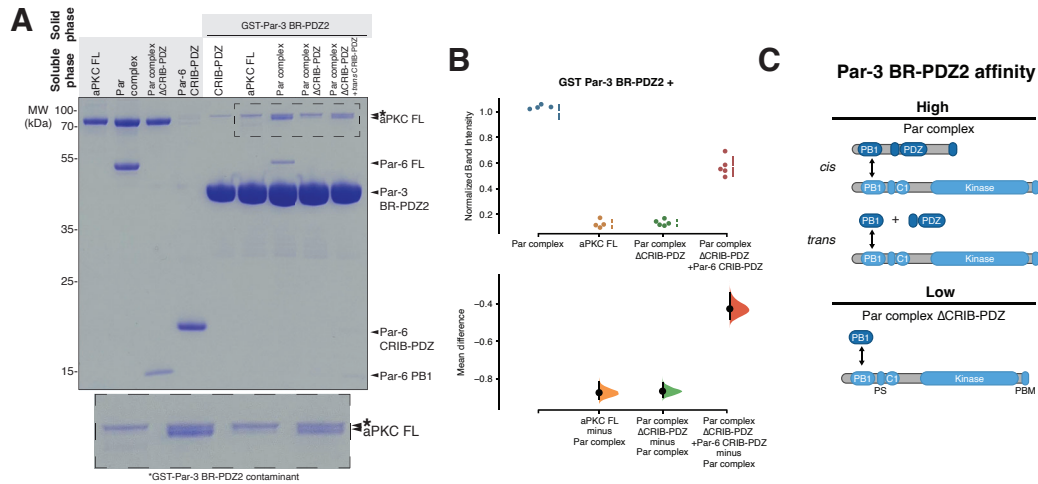 A
Soluble phase
Solid phase
GST-Par-3 BR-PDZ2
aPKC FL
Par complex
Par complex ΔCRIB-PDZ
Par-6 CRIB-PDZ
CRIB-PDZ
aPKC FL
Par complex
Par complex ΔCRIB-PDZ
Par complex ΔCRIB-PDZ +transCRIB-PDZ
MW
(kDa)
100-
70-
55-
35-
25-
15-
*
aPKC FL
Par-6 FL
Par-3
BR-PDZ2
Par-6
CRIB-PDZ
Par-6 PB1
*
aPKC FL
*GST-Par-3 BR-PDZ2 contaminant
B
GST Par-3 BR-PDZ2 +
Normalized Band Intensity
1.0
0.8
0.6
0.4
0.2
Par complex
aPKC FL
Par complex
ΔCRIB-PDZ
Par complex
ΔCRIB-PDZ
+Par-6 CRIB-PDZ
Mean difference
−0.4
−0.6
−0.8
aPKC FL
minus
Par complex
Par complex
ΔCRIB-PDZ
minus
Par complex
Par complex
ΔCRIB-PDZ
+Par-6 CRIB-PDZ
minus
Par complex
C
Par-3 BR-PDZ2 affinity
High
Par complex
cis
PB1 PDZ
PB1 C1 Kinase
trans
PB1 + PDZ
PB1 C1 Kinase
Low
Par complex ΔCRIB-PDZ
PB1
PB1 C1 Kinase
PS PBM